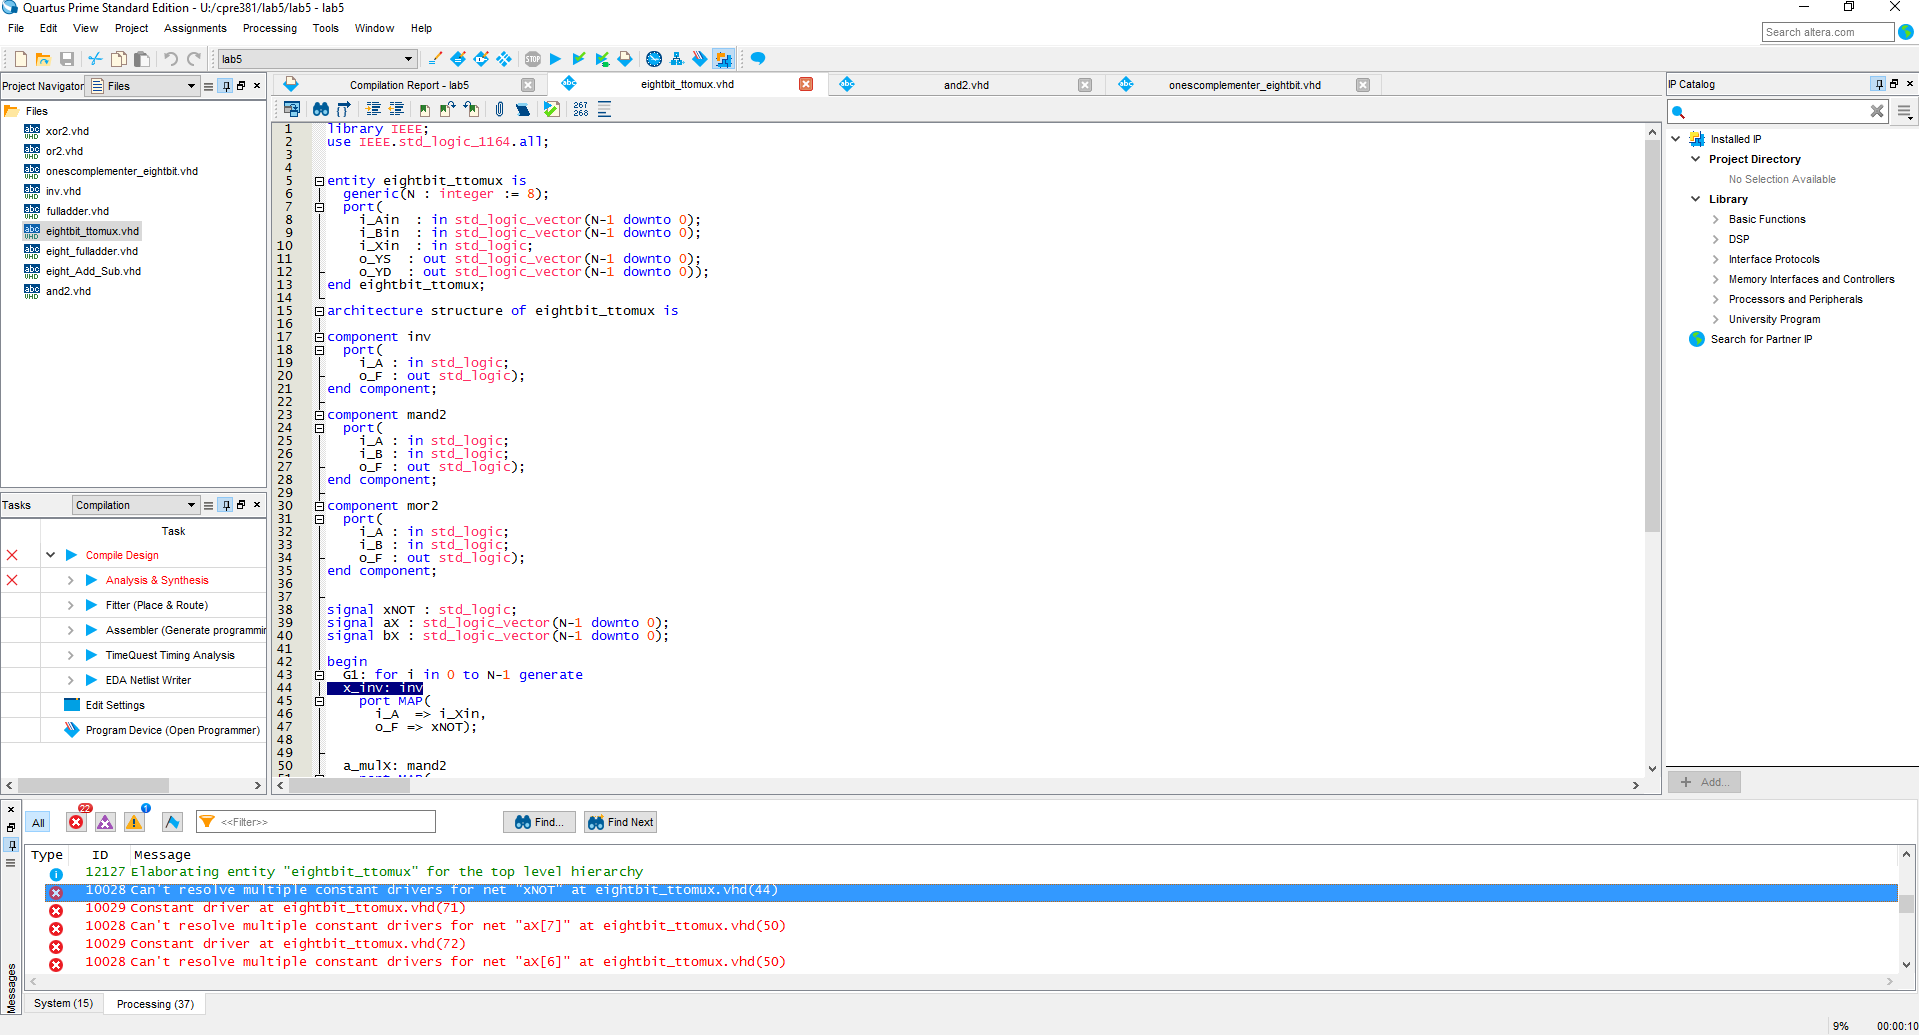 Quartus Prime Standard Edition - U:/cpre381/lab5/lab5 - lab5
File Edit View Project Assignments Processing Tools Window Help
Search altera.com
lab5
Project Navigator Files
Compilation Report - lab5
eightbit_ttomux.vhd
and2.vhd
onescomplementer_eightbit.vhd
IP Catalog
267
268
Files
xor2.vhd
or2.vhd
onescomplementer_eightbit.vhd
inv.vhd
fulladder.vhd
eightbit_ttomux.vhd
eight_fulladder.vhd
eight_Add_Sub.vhd
and2.vhd
Tasks Compilation
Task
Compile Design
Analysis & Synthesis
Fitter (Place & Route)
Assembler (Generate programmin
TimeQuest Timing Analysis
EDA Netlist Writer
Edit Settings
Program Device (Open Programmer)
1 library IEEE;
2 use IEEE.std_logic_1164.all;
3
4
5 entity eightbit_ttomux is
6 generic(N : integer := 8);
7 port(
8 i_Ain : in std_logic_vector(N-1 downto 0);
9 i_Bin : in std_logic_vector(N-1 downto 0);
10 i_Xin : in std_logic;
11 o_YS : out std_logic_vector(N-1 downto 0);
12 o_YD : out std_logic_vector(N-1 downto 0));
13 end eightbit_ttomux;
14
15 architecture structure of eightbit_ttomux is
16
17 component inv
18 port(
19 i_A : in std_logic;
20 o_F : out std_logic);
21 end component;
22
23 component mand2
24 port(
25 i_A : in std_logic;
26 i_B : in std_logic;
27 o_F : out std_logic);
28 end component;
29
30 component mor2
31 port(
32 i_A : in std_logic;
33 i_B : in std_logic;
34 o_F : out std_logic);
35 end component;
36
37
38 signal xNOT : std_logic;
39 signal aX : std_logic_vector(N-1 downto 0);
40 signal bX : std_logic_vector(N-1 downto 0);
41
42 begin
43 G1: for i in 0 to N-1 generate
44 x_inv: inv
45 port MAP(
46 i_A => i_Xin,
47 o_F => xNOT);
48
49
50 a_mulX: mand2
51 port MAP(
Installed IP
Project Directory
No Selection Available
Library
Basic Functions
DSP
Interface Protocols
Memory Interfaces and Controllers
Processors and Peripherals
University Program
Search for Partner IP
+ Add...
All
22
1
<<Filter>>
Find...
Find Next
Type ID Message
12127 Elaborating entity "eightbit_ttomux" for the top level hierarchy
10028 Can't resolve multiple constant drivers for net "xNOT" at eightbit_ttomux.vhd(44)
10029 Constant driver at eightbit_ttomux.vhd(71)
10028 Can't resolve multiple constant drivers for net "aX[7]" at eightbit_ttomux.vhd(50)
10029 Constant driver at eightbit_ttomux.vhd(72)
10028 Can't resolve multiple constant drivers for net "aX[6]" at eightbit_ttomux.vhd(50)
Messages
System (15) Processing (37)
9% 00:00:10